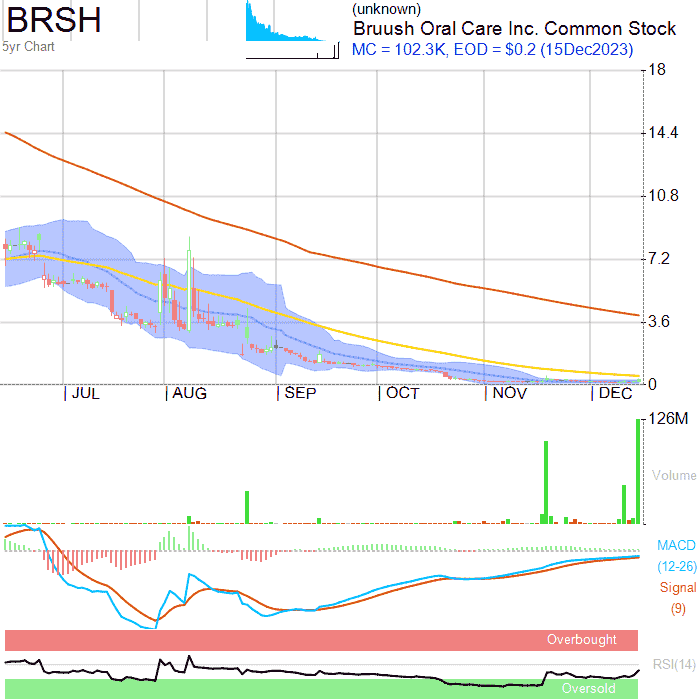 BRSH
5yr Chart
(unknown)
Bruush Oral Care Inc. Common Stock
MC = 102.3K, EOD = $0.2 (15Dec2023)
18
14.4
10.8
7.2
3.6
0
JUL AUG SEP OCT NOV DEC
126M
Volume
MACD
(12-26)
Signal
(9)
Overbought
RSI(14)
Oversold